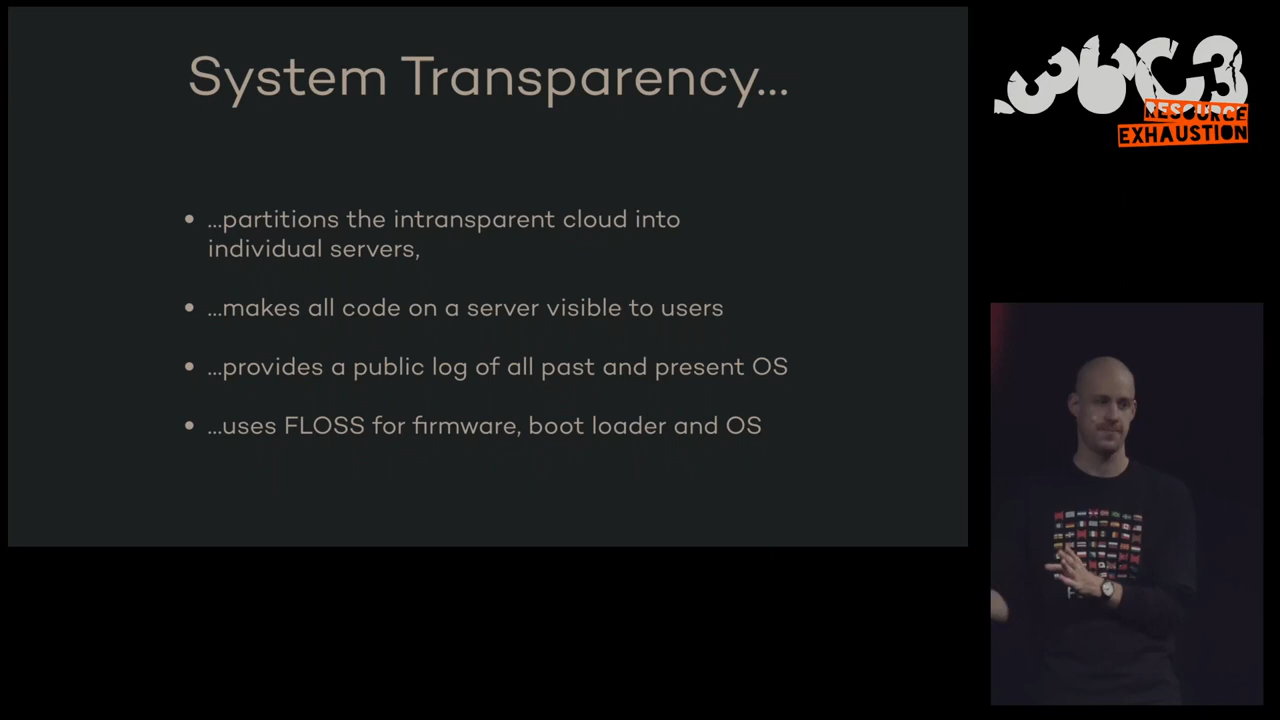 System Transparency...
• ...partitions the intransparent cloud into
individual servers,
• ...makes all code on a server visible to users
• ...provides a public log of all past and present OS
• ...uses FLOSS for firmware, boot loader and OS
36C3
RESOURCE
EXHAUSTION